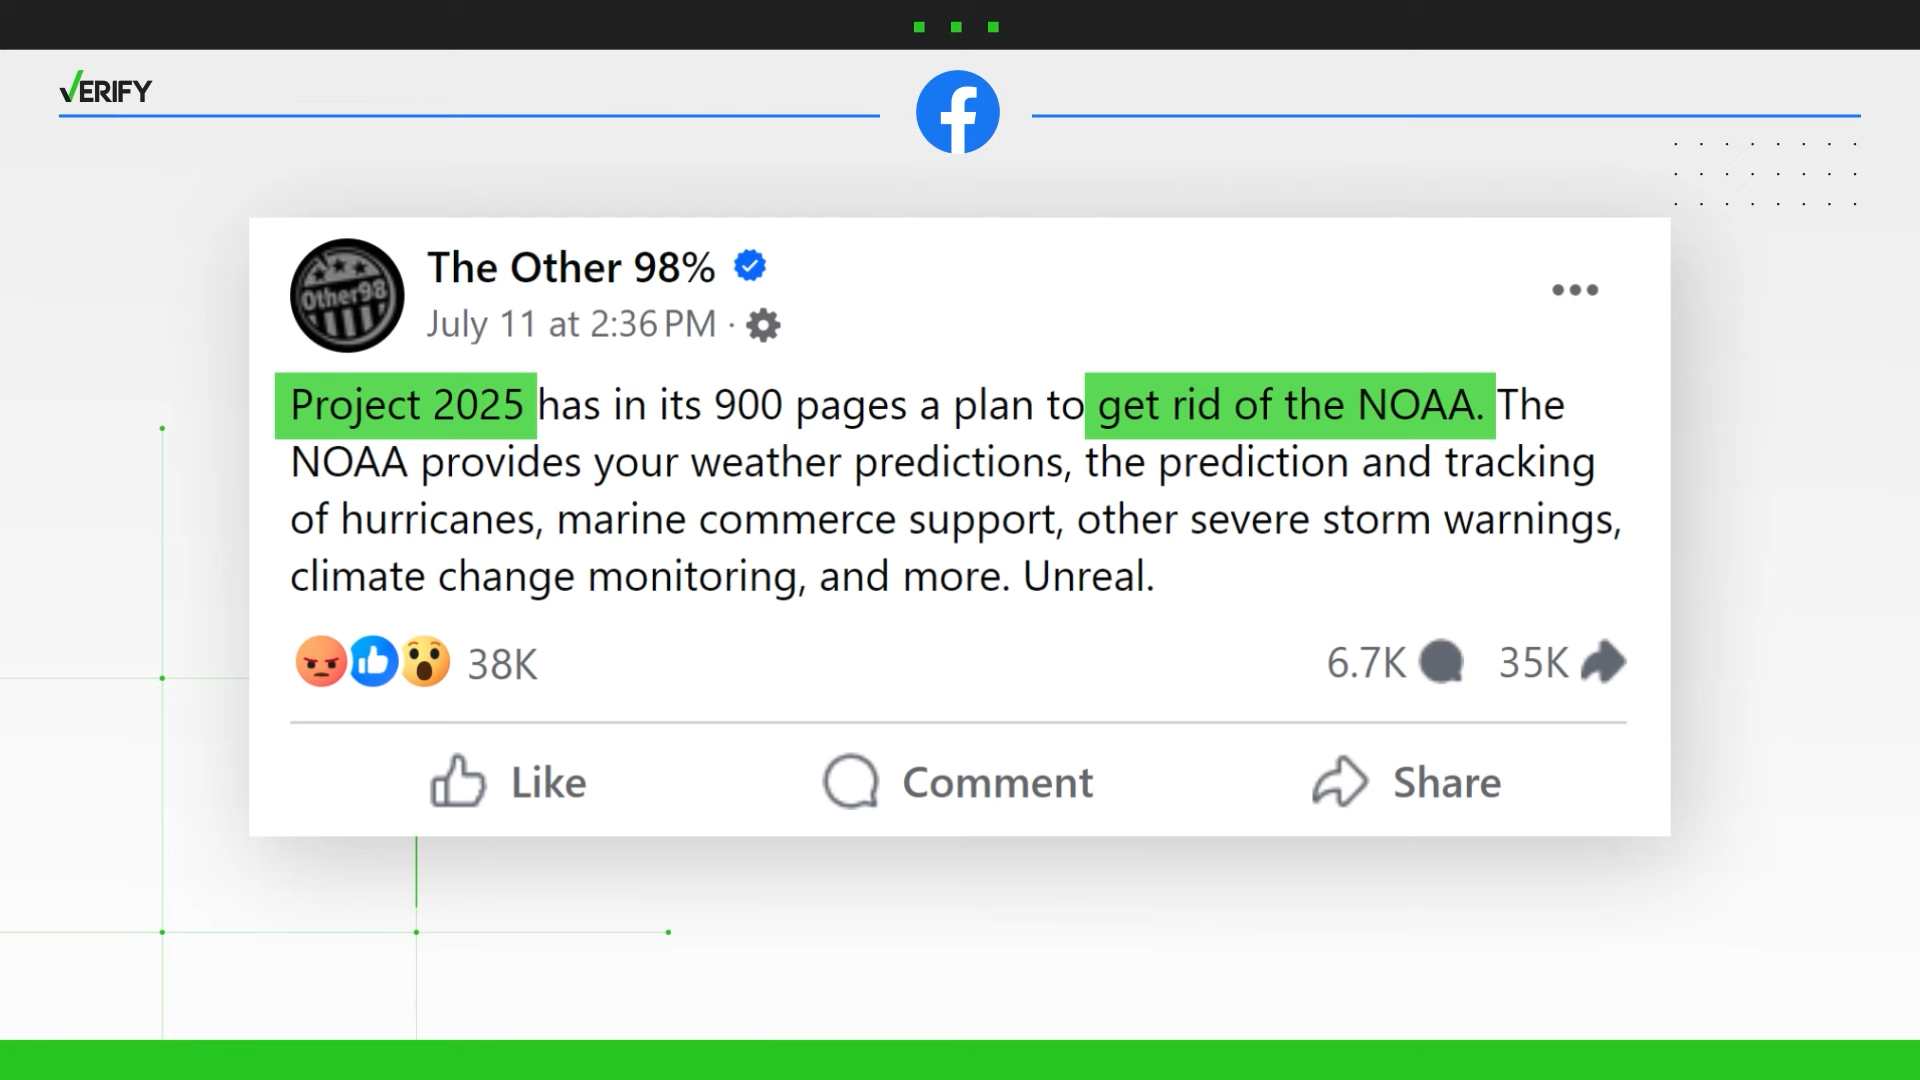 VERIFY
Other98
The Other 98%
July 11 at 2:36 PM ·
Project 2025 has in its 900 pages a plan to get rid of the NOAA. The
NOAA provides your weather predictions, the prediction and tracking
of hurricanes, marine commerce support, other severe storm warnings,
climate change monitoring, and more. Unreal.
38K 6.7K 35K
Like Comment Share